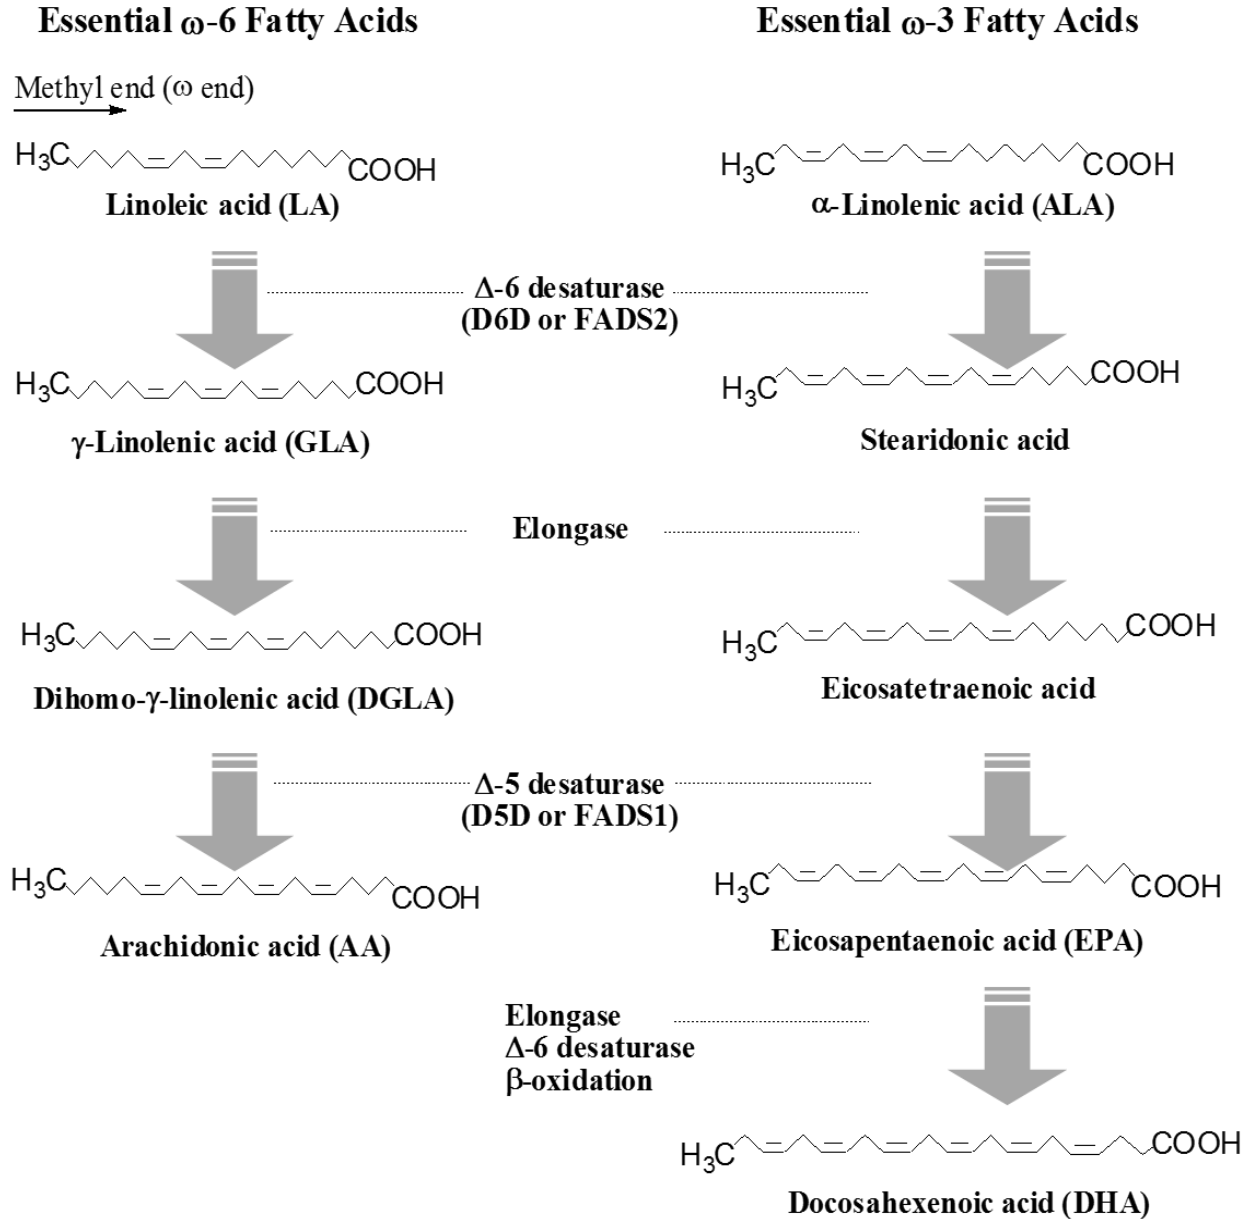 Essential ω-6 Fatty Acids
Essential ω-3 Fatty Acids
Methyl end (ω end)
H3C COOH
Linoleic acid (LA)
H3C COOH
α-Linolenic acid (ALA)
Δ-6 desaturase
(D6D or FADS2)
H3C COOH
γ-Linolenic acid (GLA)
H3C COOH
Stearidonic acid
Elongase
H3C COOH
Dihomo-γ-linolenic acid (DGLA)
H3C COOH
Eicosatetraenoic acid
Δ-5 desaturase
(D5D or FADS1)
H3C COOH
Arachidonic acid (AA)
H3C COOH
Eicosapentaenoic acid (EPA)
Elongase
Δ-6 desaturase
β-oxidation
H3C COOH
Docosahexenoic acid (DHA)